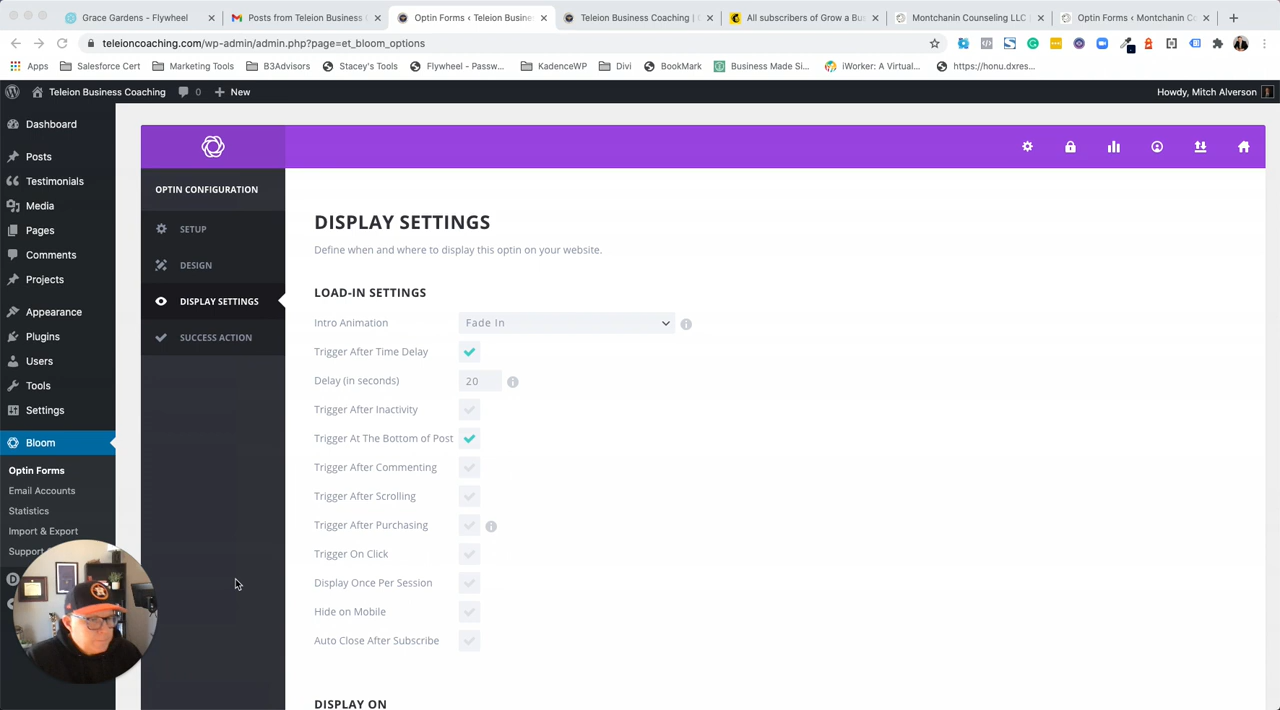 Grace Gardens - Flywheel
Posts from Teleion Business C
Optin Forms ‹ Teleion Busine
Teleion Business Coaching | D
All subscribers of Grow a Bus
Montchanin Counseling LLC
Optin Forms ‹ Montchanin Co
teleioncoaching.com/wp-admin/admin.php?page=et_bloom_options
Apps
Salesforce Cert
Marketing Tools
B3Advisors
Stacey's Tools
Flywheel - Passw...
KadenceWP
Divi
BookMark
Business Made Si...
iWorker: A Virtual...
https://honu.dxres...
Teleion Business Coaching
0
New
Howdy, Mitch Alverson
Dashboard
Posts
Testimonials
Media
Pages
Comments
Projects
Appearance
Plugins
Users
Tools
Settings
Bloom
Optin Forms
Email Accounts
Statistics
Import & Export
Support
OPTIN CONFIGURATION
SETUP
DESIGN
DISPLAY SETTINGS
SUCCESS ACTION
DISPLAY SETTINGS
Define when and where to display this optin on your website.
LOAD-IN SETTINGS
Intro Animation Fade In
Trigger After Time Delay
Delay (in seconds) 20
Trigger After Inactivity
Trigger At The Bottom of Post
Trigger After Commenting
Trigger After Scrolling
Trigger After Purchasing
Trigger On Click
Display Once Per Session
Hide on Mobile
Auto Close After Subscribe
DISPLAY ON